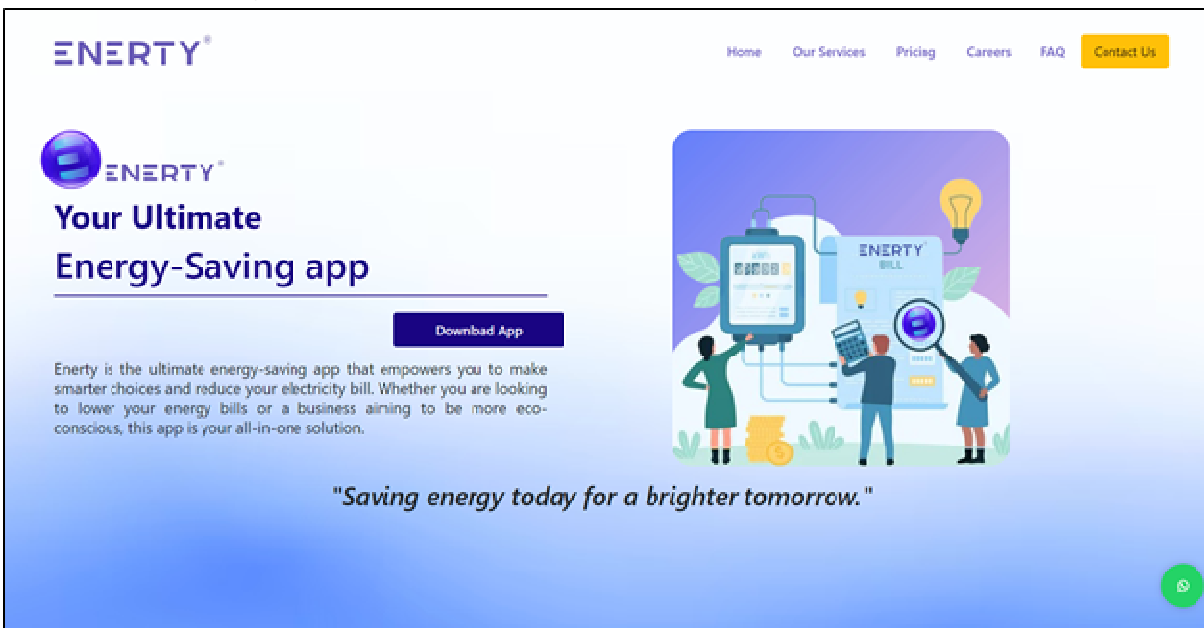 ENERTY®
Home Our Services Pricing Careers FAQ Contact Us
ENERTY®
Your Ultimate
Energy-Saving app
Download App
Enerty is the ultimate energy-saving app that empowers you to make
smarter choices and reduce your electricity bill. Whether you are looking
to lower your energy bills or a business aiming to be more eco-
conscious, this app is your all-in-one solution.
ENERTY
BILL
"Saving energy today for a brighter tomorrow."